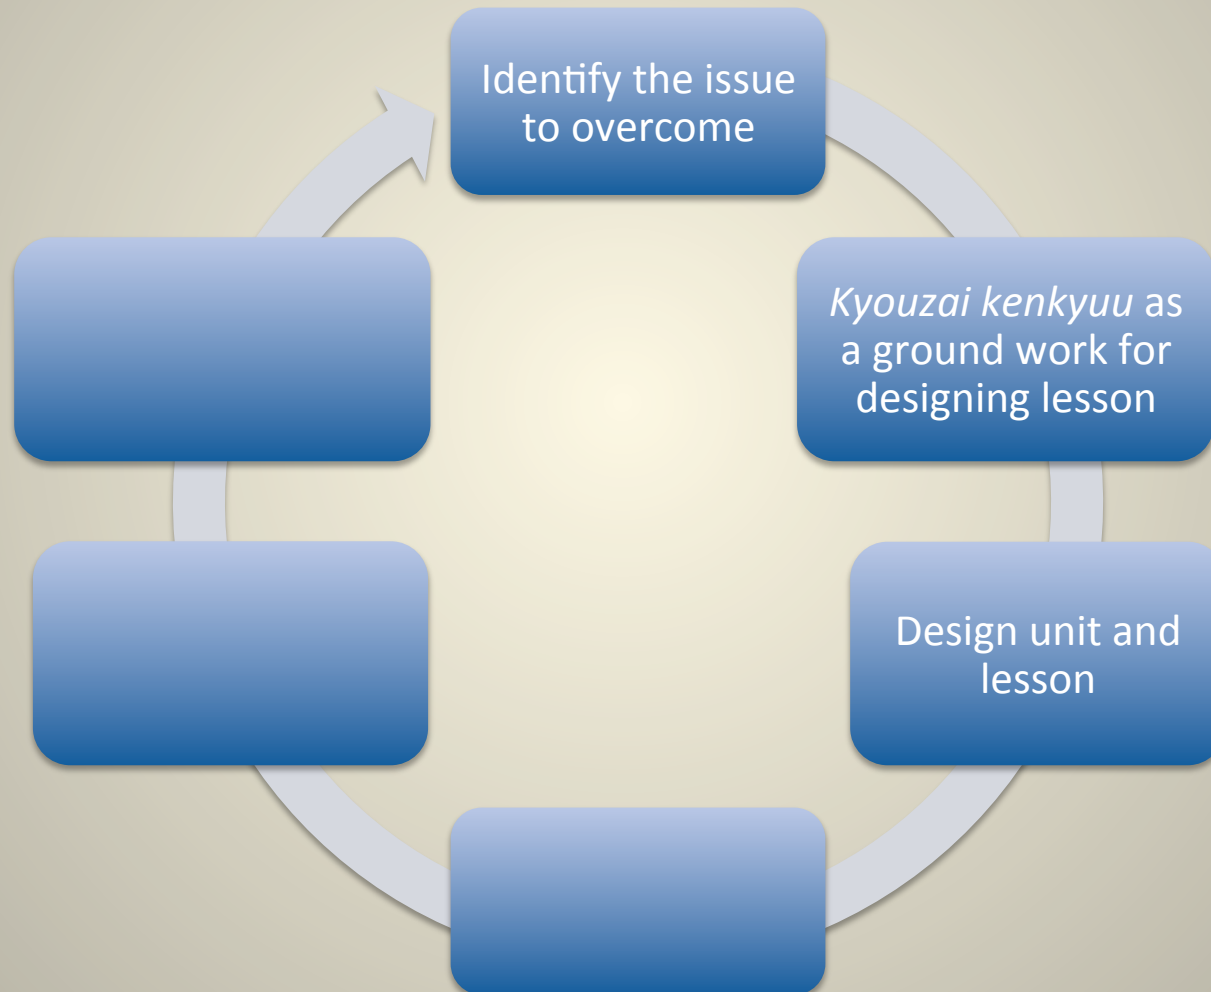 Identify the issue
to overcome
Kyouzai kenkyuu as
a ground work for
designing lesson
Design unit and
lesson